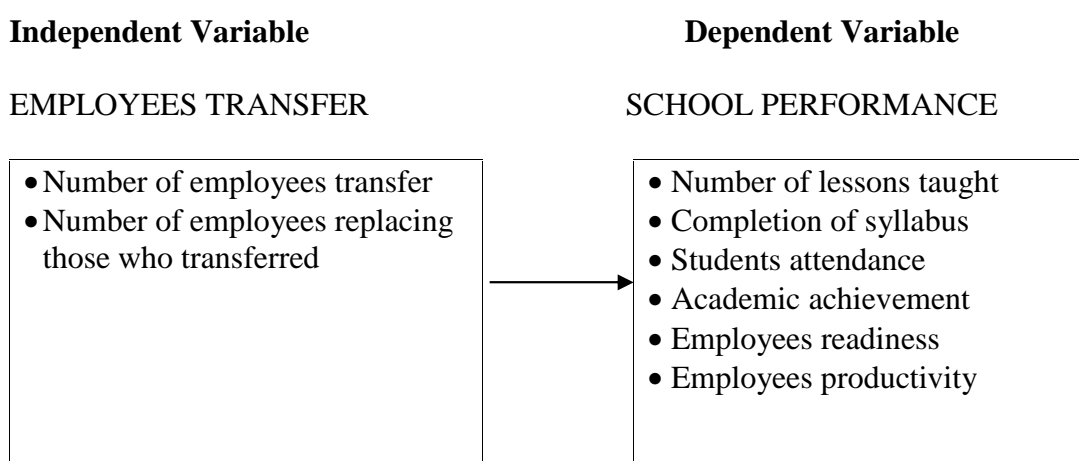 Independent Variable
Dependent Variable
EMPLOYEES TRANSFER
SCHOOL PERFORMANCE
• Number of employees transfer
• Number of employees replacing
those who transferred
• Number of lessons taught
• Completion of syllabus
• Students attendance
• Academic achievement
• Employees readiness
• Employees productivity